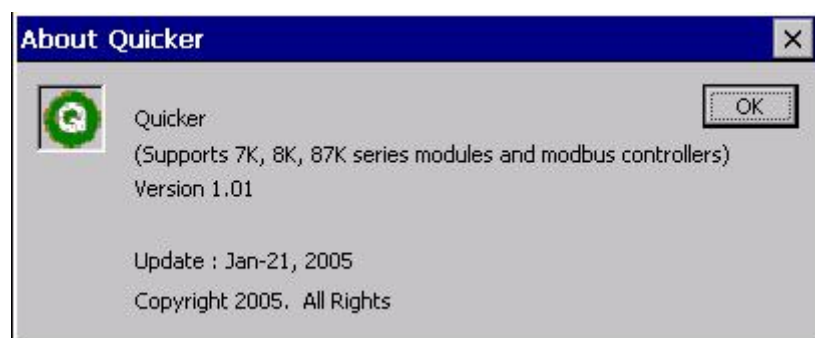 About Quicker
OK
Quicker
(Supports 7K, 8K, 87K series modules and modbus controllers)
Version 1.01
Update : Jan-21, 2005
Copyright 2005. All Rights